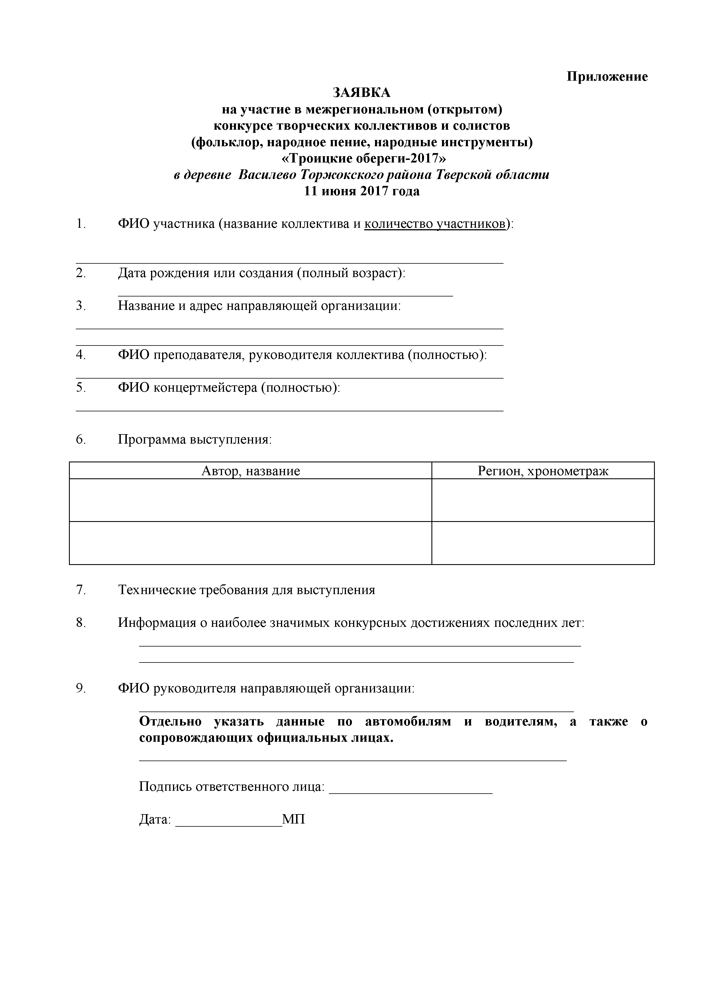 Приложение
ЗАЯВКА
на участие в межрегиональном (открытом)
конкурсе творческих коллективов и солистов
(фольклор, народное пение, народные инструменты)
«Троицкие обереги-2017»
в деревне  Василево Торжокского района Тверской области
11 июня 2017 года
1. ФИО участника (название коллектива и количество участников):
2. Дата рождения или создания (полный возраст):
3. Название и адрес направляющей организации:
4. ФИО преподавателя, руководителя коллектива (полностью):
5. ФИО концертмейстера (полностью):
6. Программа выступления:
Автор, название
Регион, хронометраж
7. Технические требования для выступления
8. Информация о наиболее значимых конкурсных достижениях последних лет:
9. ФИО руководителя направляющей организации:
Отдельно указать данные по автомобилям и водителям, а также о
сопровождающих официальных лицах.
Подпись ответственного лица: _______________________
Дата: _______________МП